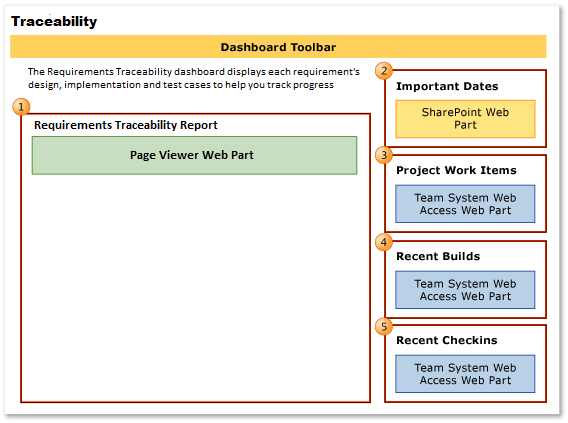 Traceability
Dashboard Toolbar
The Requirements Traceability dashboard displays each requirement's
design, implementation and test cases to help you track progress
1
Requirements Traceability Report
Page Viewer Web Part
2
Important Dates
SharePoint Web
Part
3
Project Work Items
Team System Web
Access Web Part
4
Recent Builds
Team System Web
Access Web Part
5
Recent Checkins
Team System Web
Access Web Part